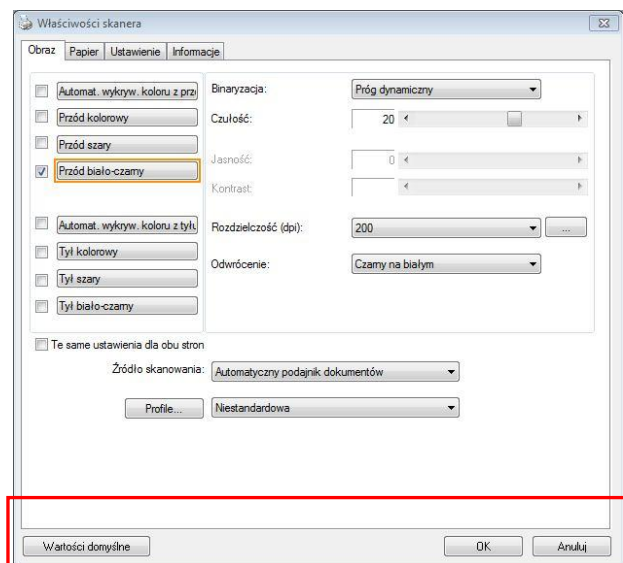 Właściwości skanera
Obraz Papier Ustawienie Informacje
Automat. wykryw. koloru z prze
Przód kolorowy
Przód szary
Przód biało-czarny
Automat. wykryw. koloru z tyłu
Tył kolorowy
Tył szary
Tył biało-czarny
Binaryzacja: Próg dynamiczny
Czułość: 20
Jasność: 0
Kontrast:
Rozdzielczość (dpi): 200 ...
Odwrócenie: Czarny na białym
Te same ustawienia dla obu stron
Źródło skanowania: Automatyczny podajnik dokumentów
Profile... Niestandardowa
Wartości domyślne OK Anuluj